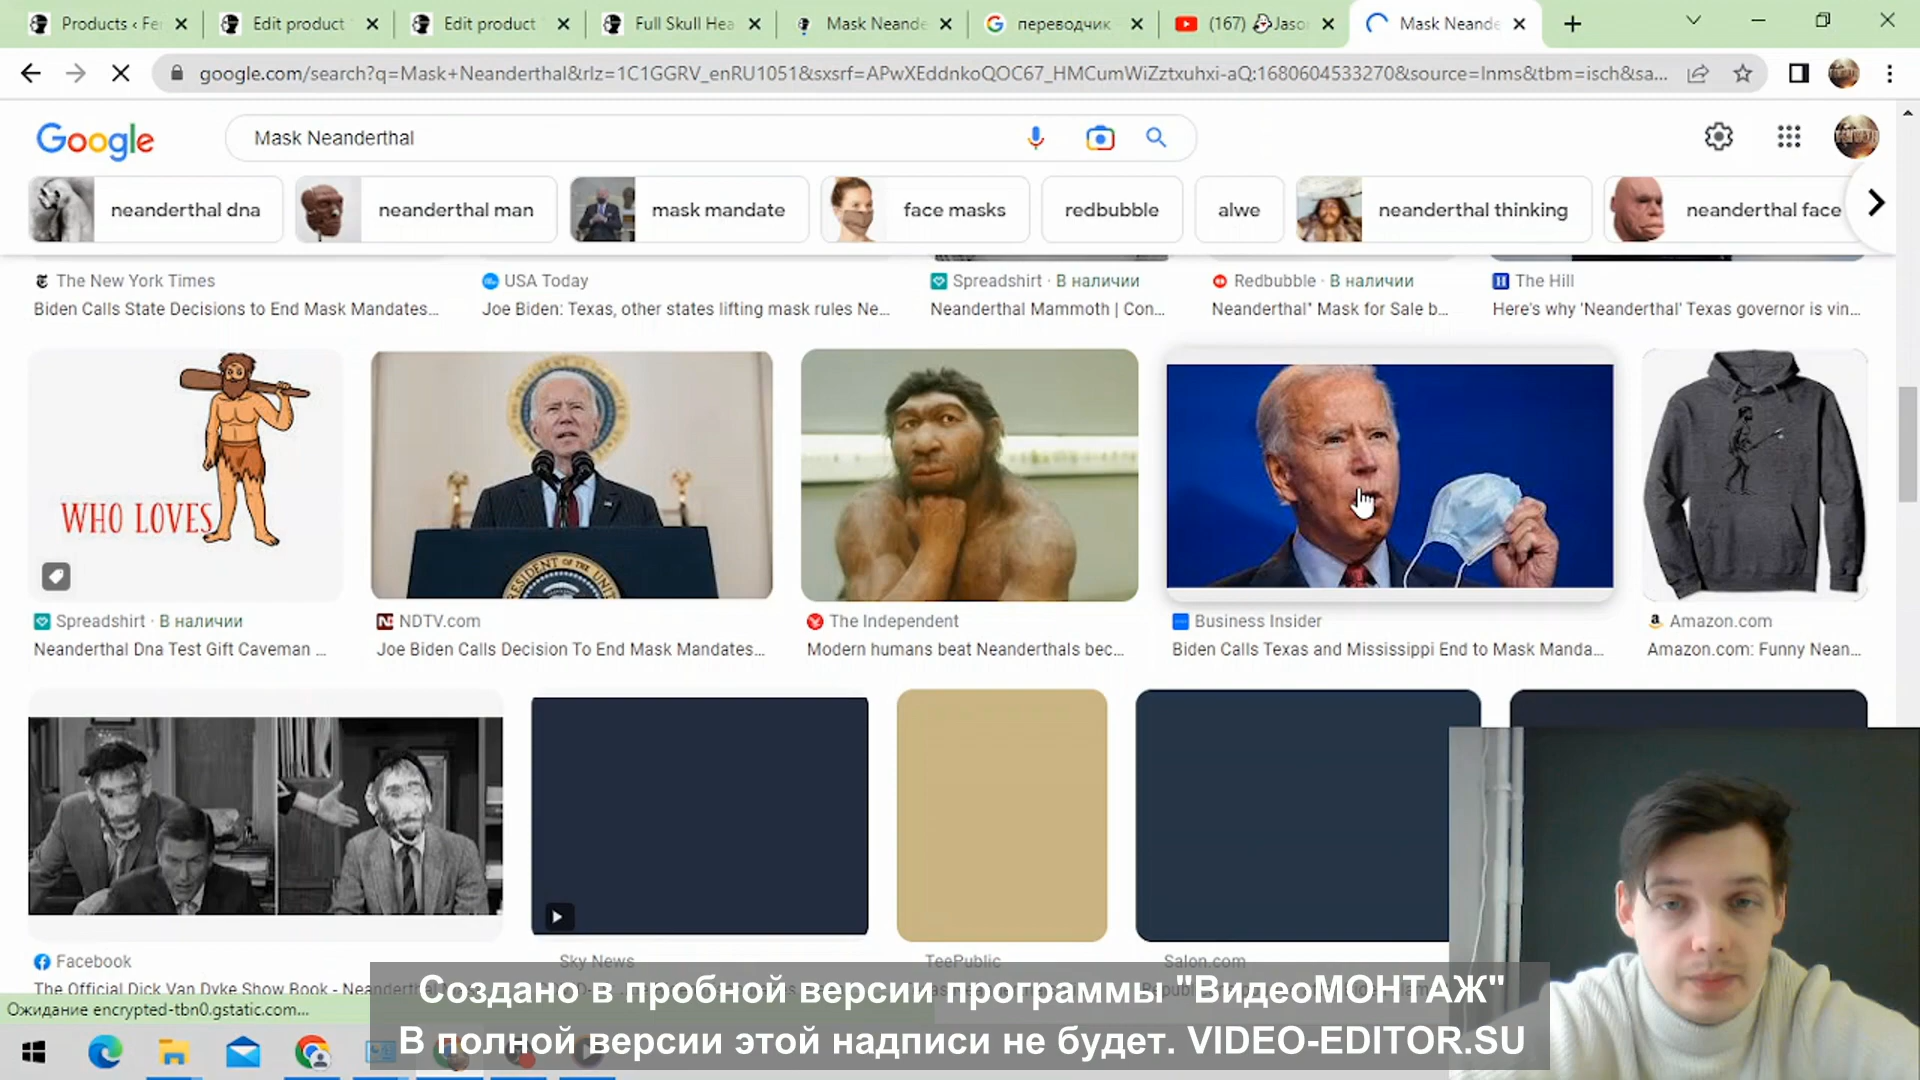 Products ‹ Fe
Edit product
Edit product
Full Skull Hea
Mask Neande
переводчик
(167) Jaso
Mask Neande
google.com/search?q=Mask+Neanderthal&rlz=1C1GGRV_enRU1051&sxsrf=APwXEddnkoQOC67_HMCumWiZztxuhxi-aQ:1680604533270&source=lnms&tbm=isch&sa...
Google
Mask Neanderthal
neanderthal dna
neanderthal man
mask mandate
face masks
redbubble
alwe
neanderthal thinking
neanderthal face
The New York Times
USA Today
Spreadshirt · В наличии
Redbubble · В наличии
The Hill
Biden Calls State Decisions to End Mask Mandates...
Joe Biden: Texas, other states lifting mask rules Ne...
Neanderthal Mammoth | Con...
Neanderthal" Mask for Sale b...
Here's why 'Neanderthal' Texas governor is vin...
WHO LOVES
PRESIDENT OF THE UNIT
Spreadshirt · В наличии
NDTV.com
The Independent
Business Insider
Amazon.com
Neanderthal Dna Test Gift Caveman ...
Joe Biden Calls Decision To End Mask Mandates...
Modern humans beat Neanderthals bec...
Biden Calls Texas and Mississippi End to Mask Manda...
Amazon.com: Funny Nean...
Facebook
Sky News
TeePublic
Salon.com
The Official Dick Van Dyke Show Book - Neander
Ожидание encrypted-tbn0.gstatic.com...
Создано в пробной версии программы "ВидеоМОНТАЖ"
В полной версии этой надписи не будет. VIDEO-EDITOR.SU